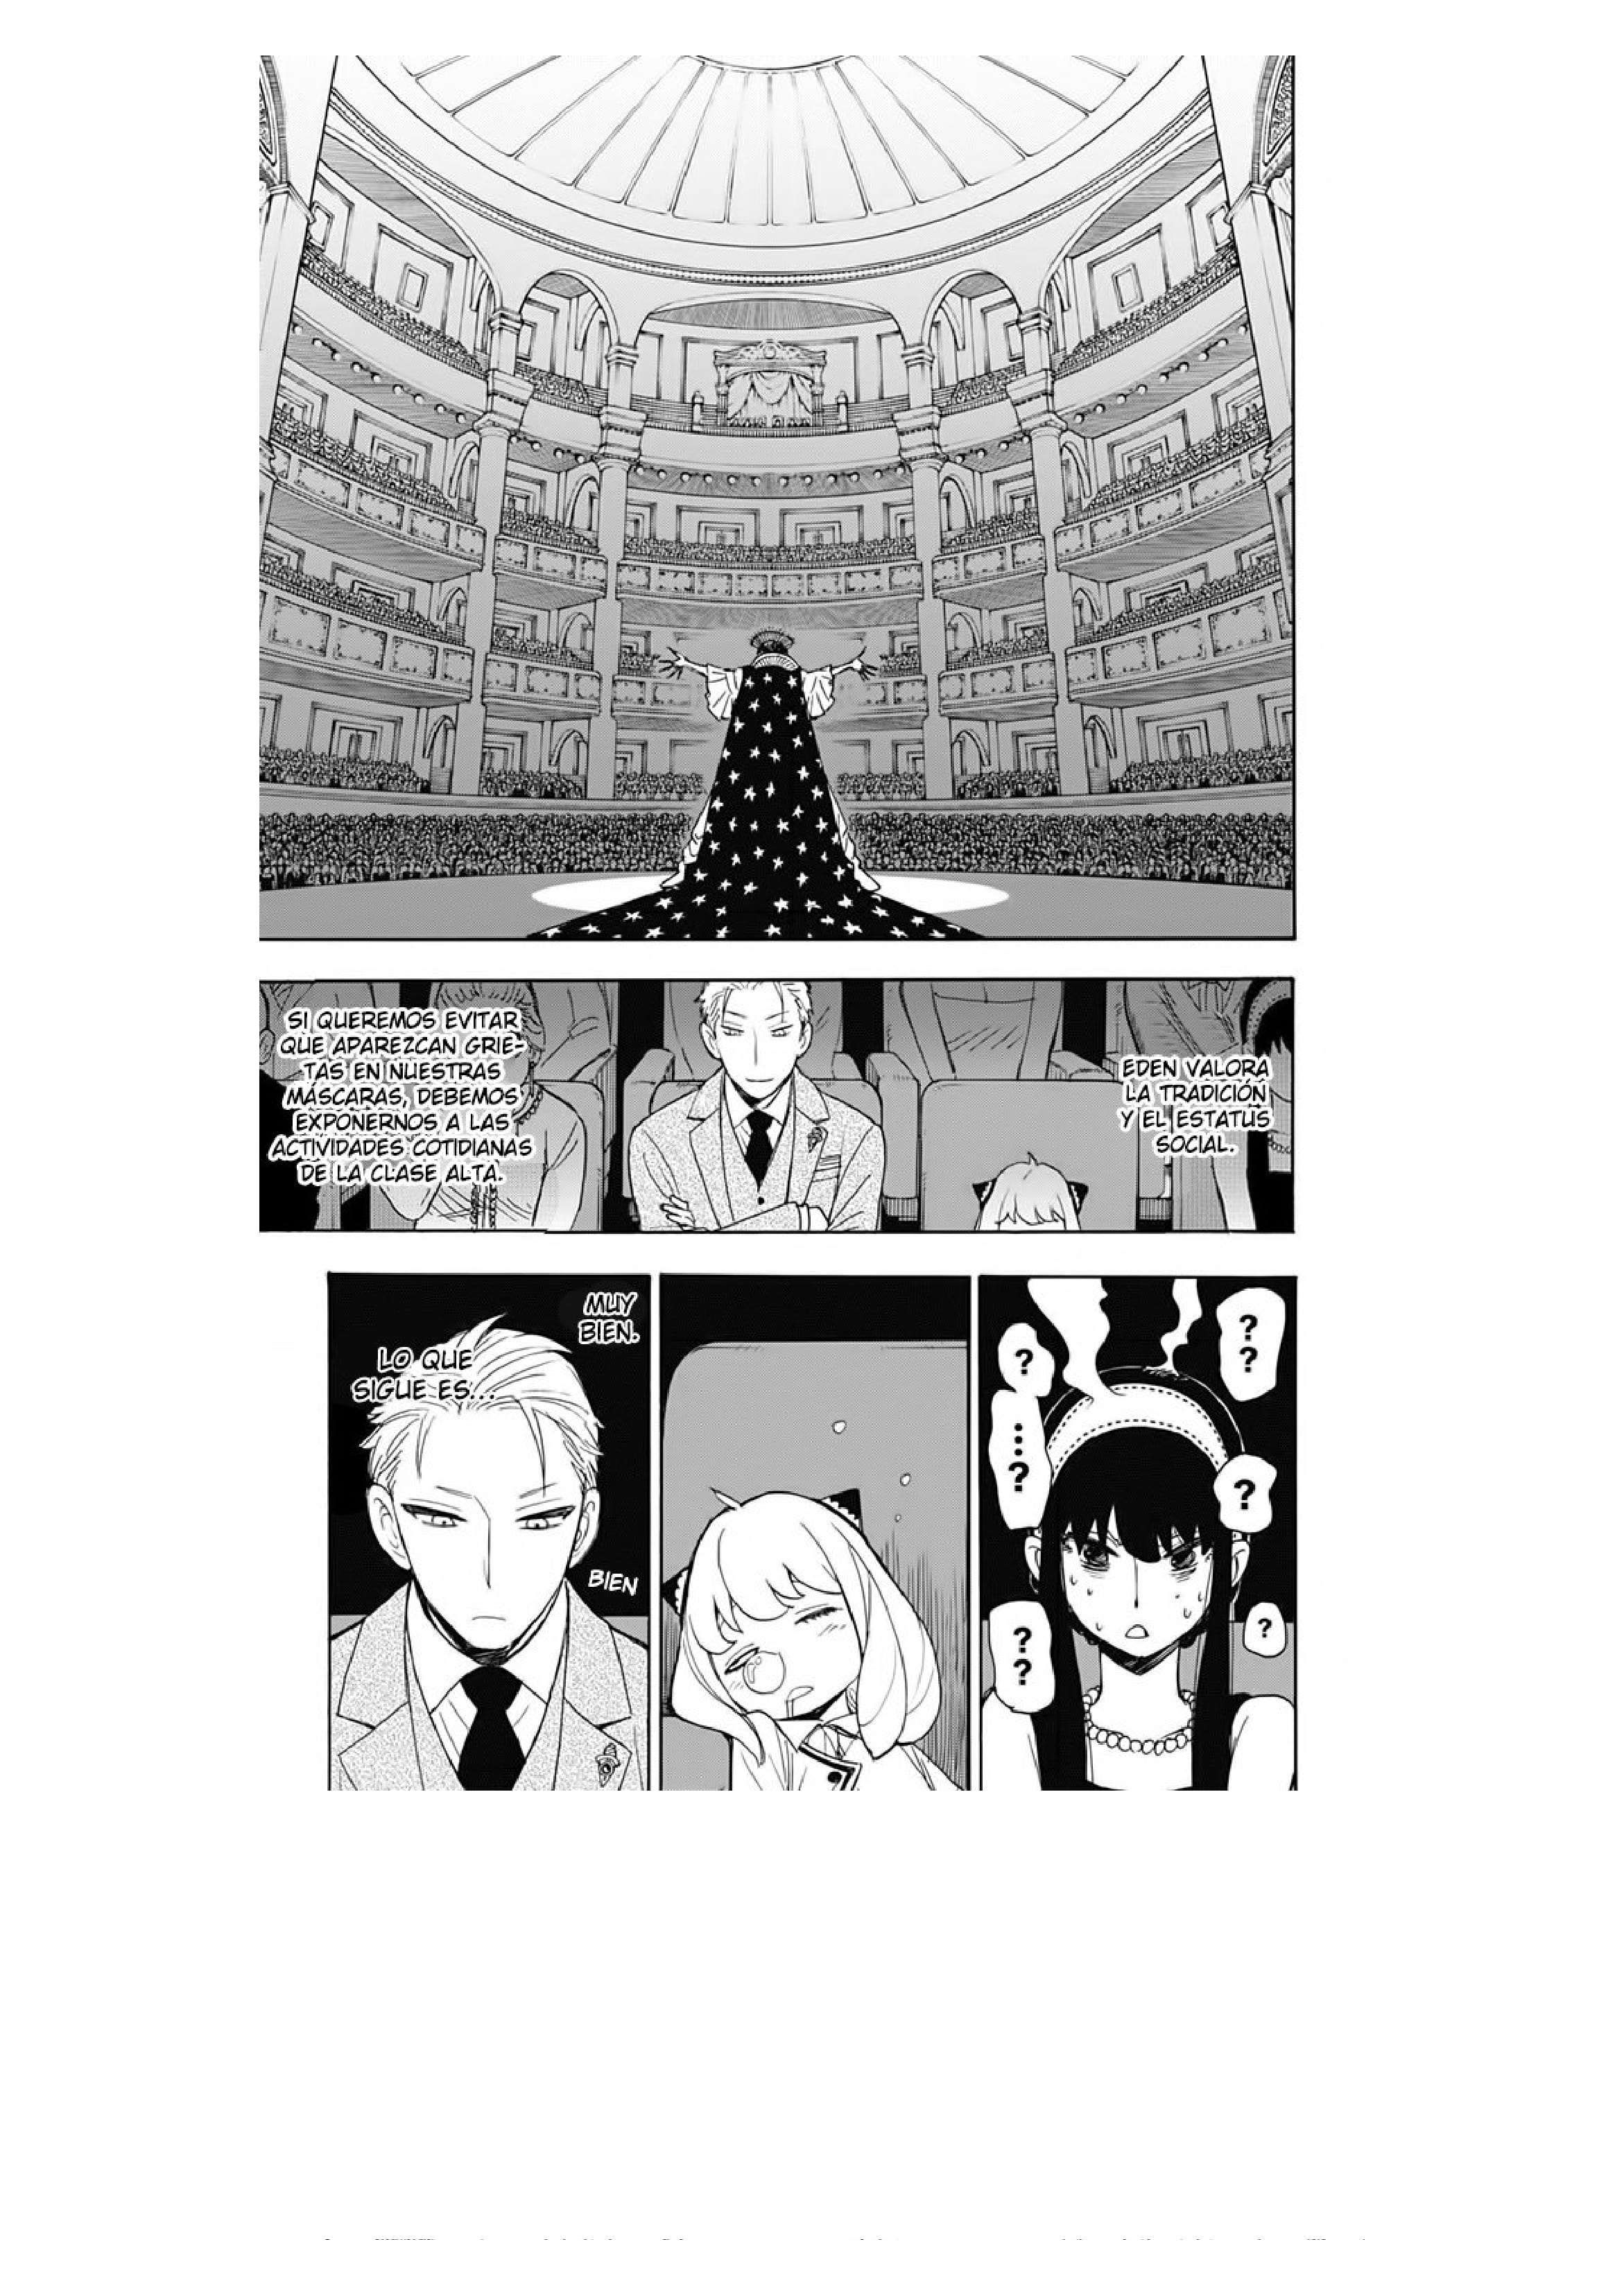 EDEN VALORA
LA TRADICIÓN
Y EL ESTATUS
SOCIAL.
SI QUEREMOS EVITAR
QUE APAREZCAN GRIE-
TAS EN NUESTRAS
MÁSCARAS, DEBEMOS
EXPONERNOS A LAS
ACTIVIDADES COTIDIANAS
DE LA CLASE ALTA.
?
?
?
...?
?
?
?
?
MUY
BIEN.
LO QUE
SIGUE ES...
BIEN